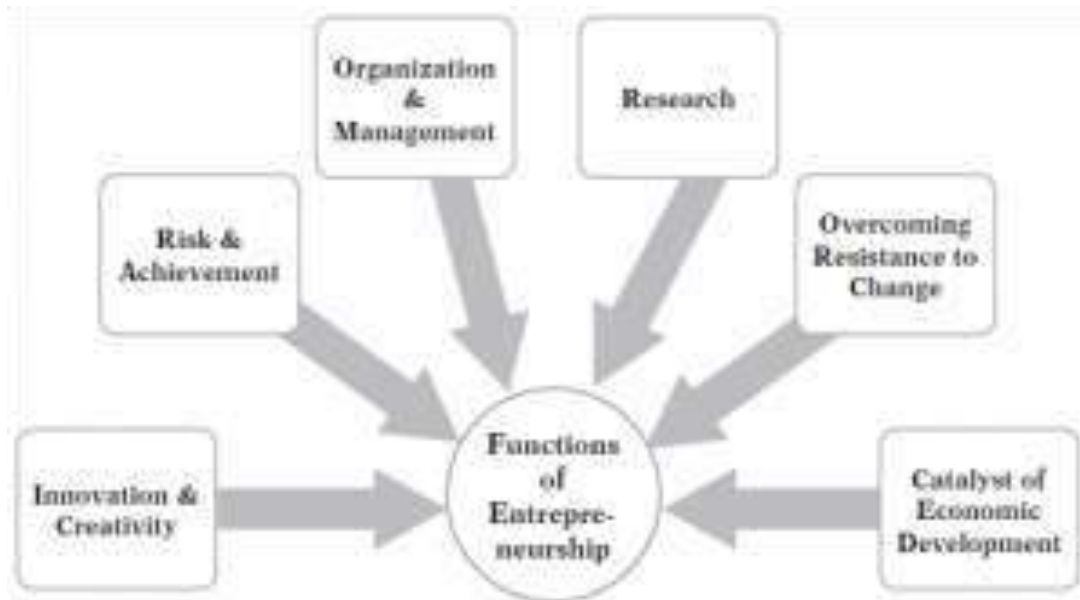 Organization
&
Management
Research
Risk &
Achievement
Overcoming
Resistance to
Change
Innovation &
Creativity
Functions
of
Entrepre-
neurship
Catalyst of
Economic
Development